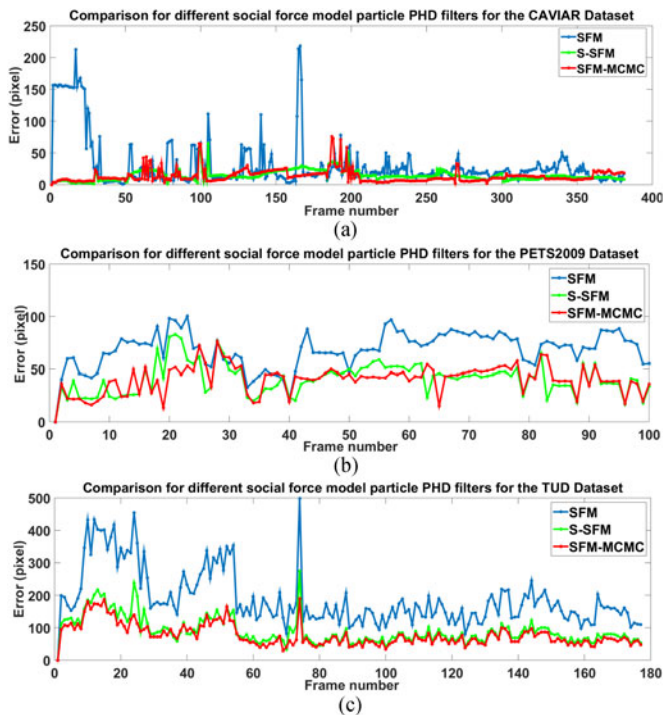 Comparison for different social force model particle PHD filters for the CAVIAR Dataset
250
200
150
100
50
0
Error (pixel)
SFM
S-SFM
SFM-MCMC
0 50 100 150 200 250 300 350 400
Frame number
(a)
Comparison for different social force model particle PHD filters for the PETS2009 Dataset
150
100
50
0
Error (pixel)
SFM
S-SFM
SFM-MCMC
0 10 20 30 40 50 60 70 80 90 100
Frame number
(b)
Comparison for different social force model particle PHD filters for the TUD Dataset
500
400
300
200
100
0
Error (pixel)
SFM
S-SFM
SFM-MCMC
0 20 40 60 80 100 120 140 160 180
Frame number
(c)